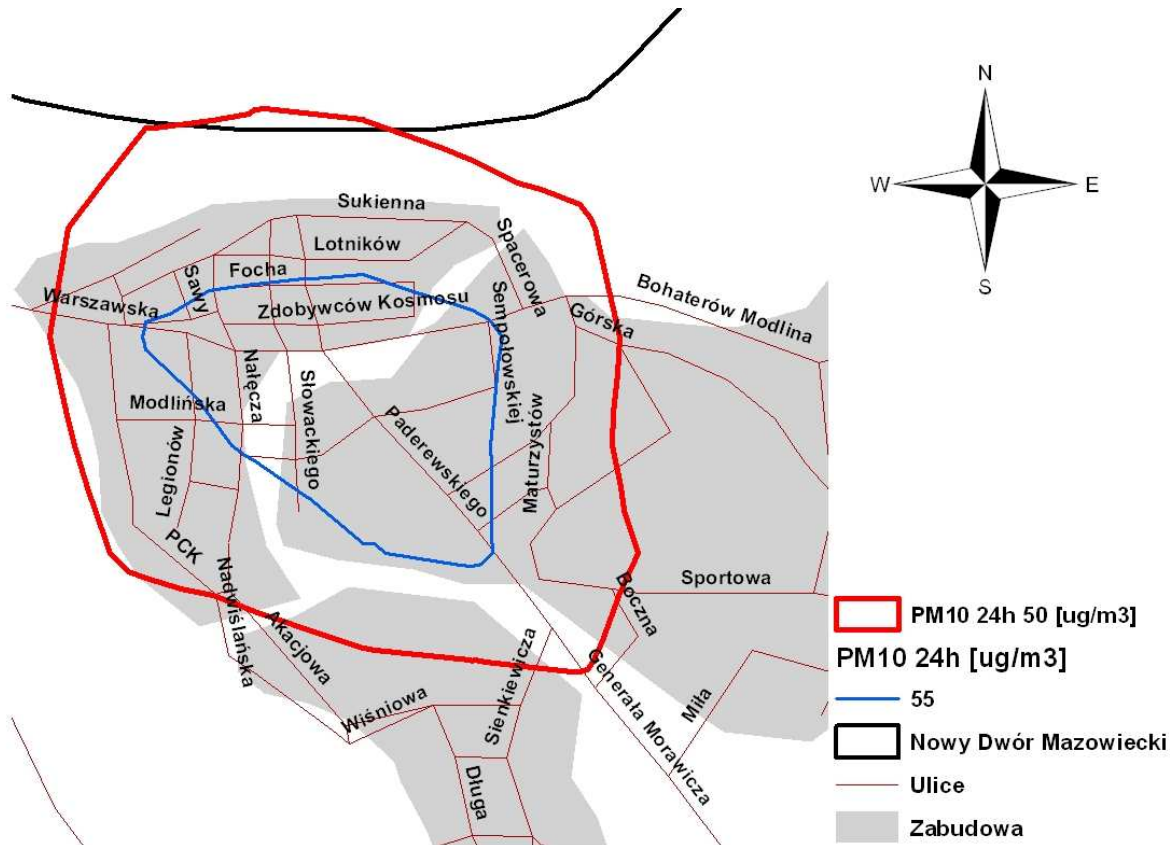 N
W
E
S
Sukienna
Lotników
Spacerowa
Focha
Sawy
Bohaterów Modlina
Warszawska
Zdobywców Kosmosu
Sempołowskiej
Górska
Nałęcza
Słowackiego
Modlińska
Paderewskiego
Maturzystów
Legionów
PCK
Nadwiślańska
Akacjowa
Boczna
Sportowa
Wiśniowa
Sienkiewicza
Generała Morawicza
Miła
Długa
PM10 24h 50 [ug/m3]
PM10 24h [ug/m3]
55
Nowy Dwór Mazowiecki
Ulice
Zabudowa